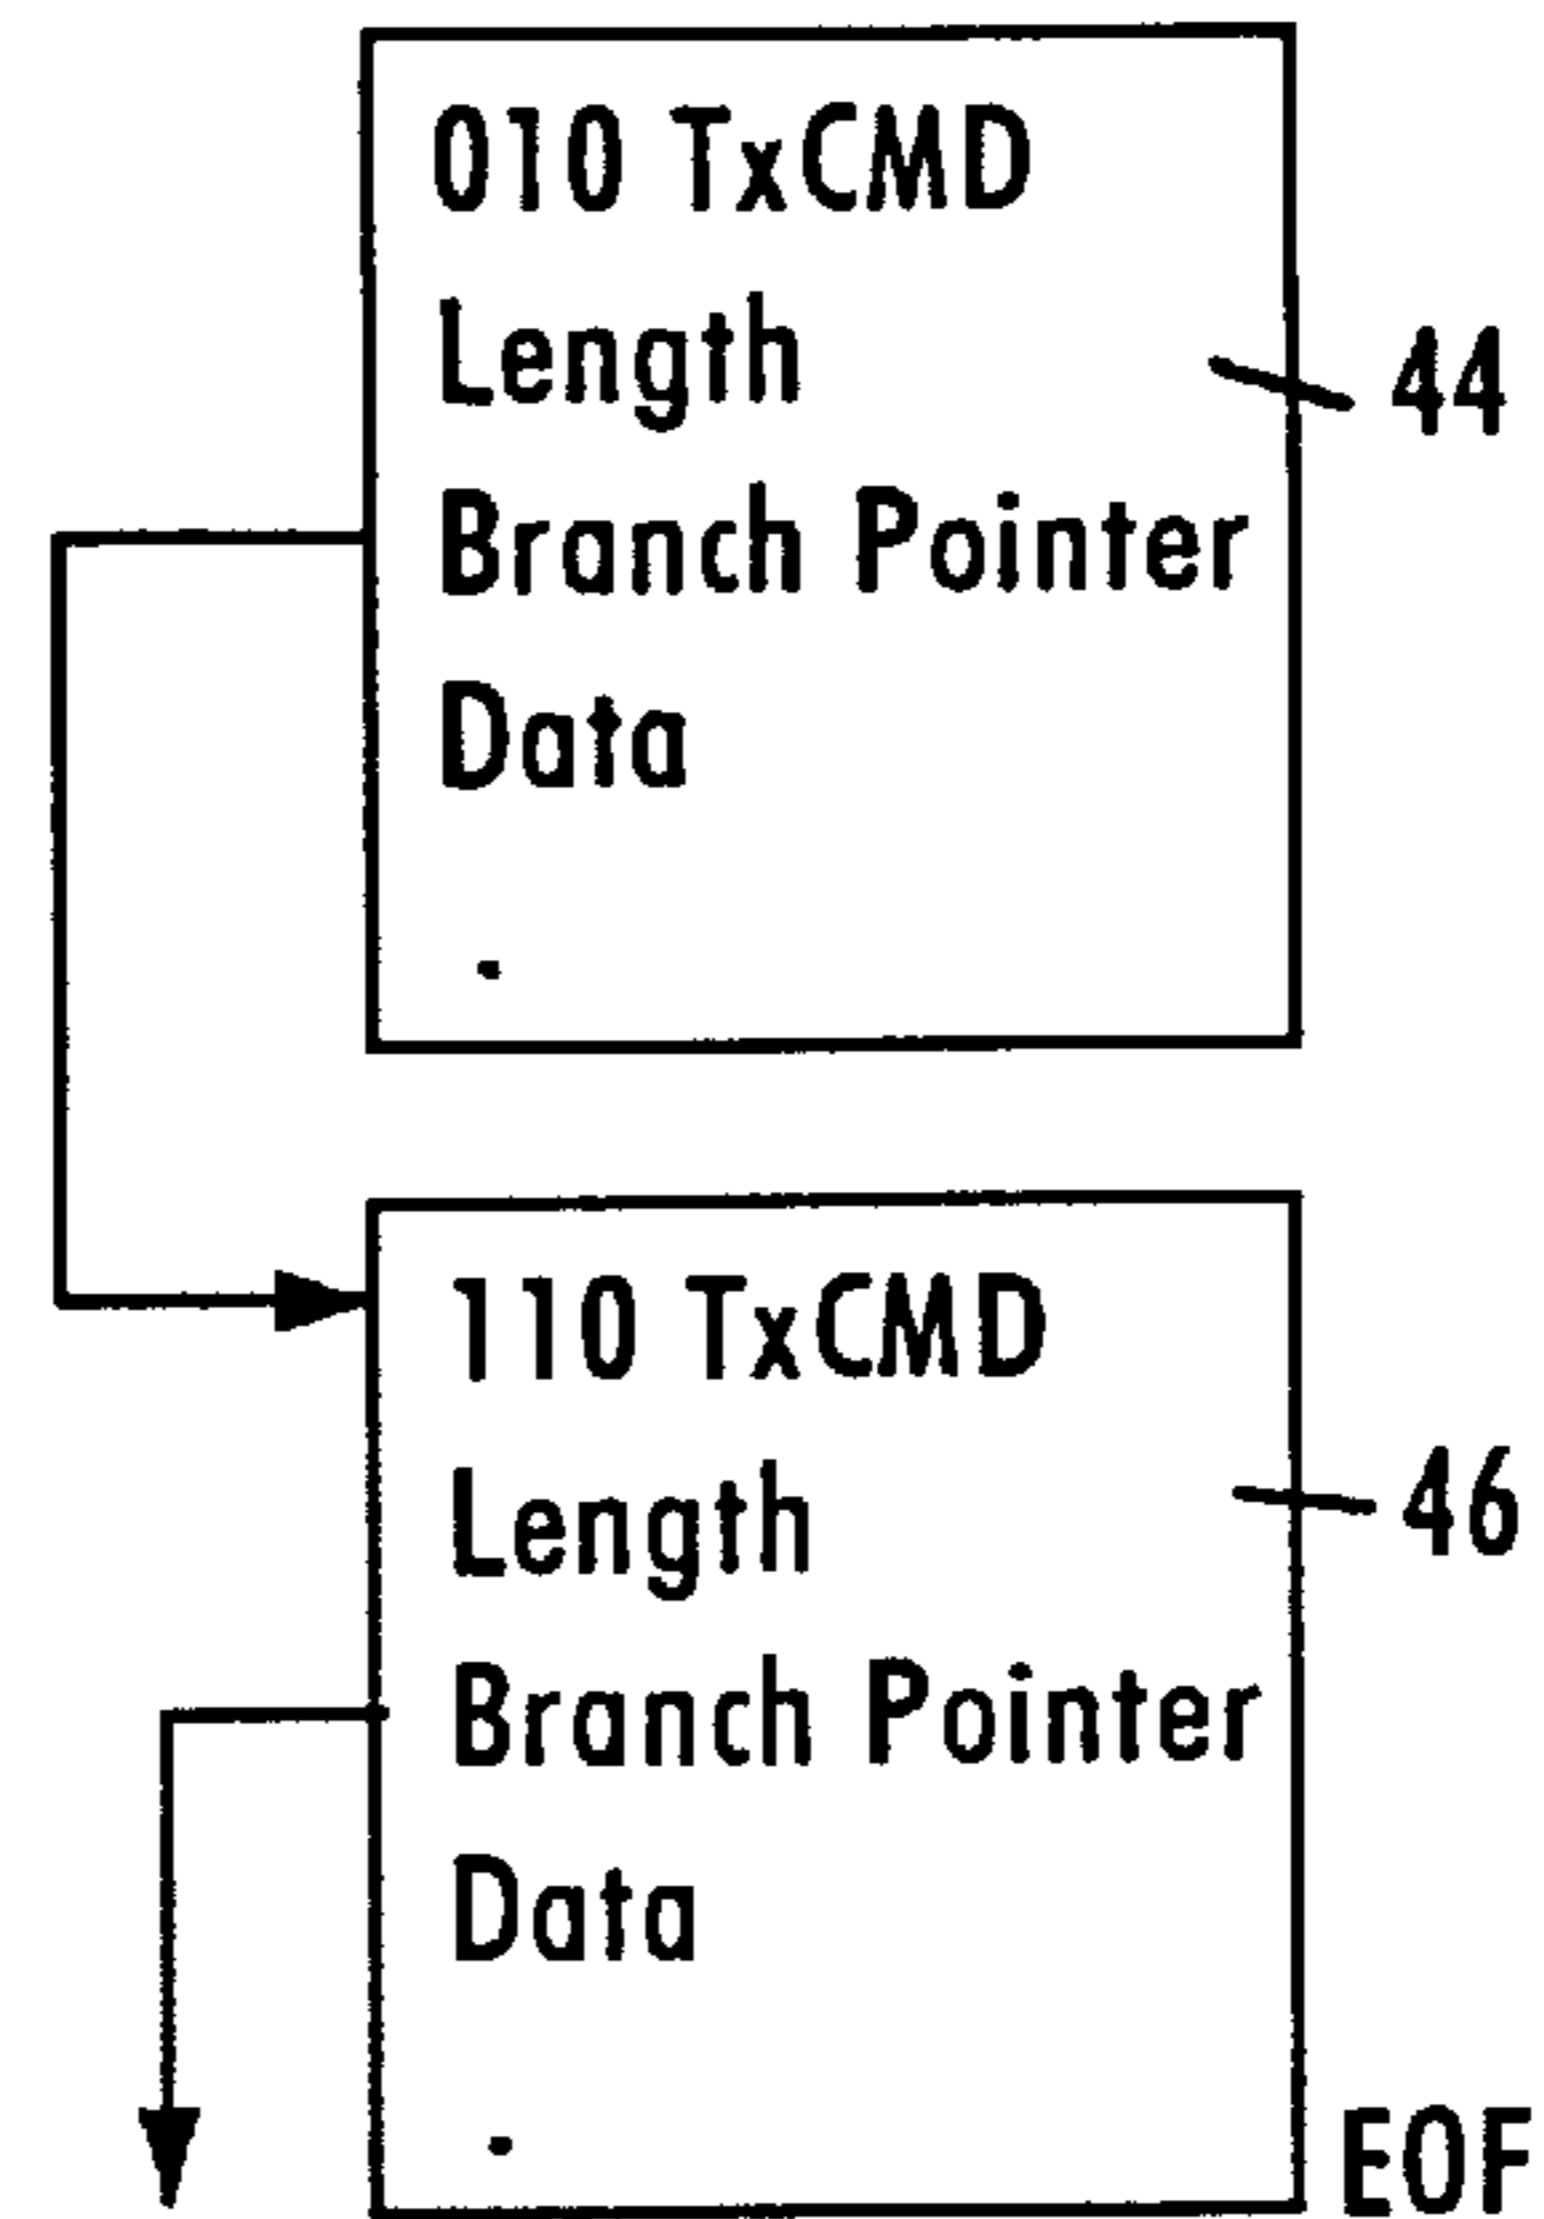 010 TxCMD
Length
44
Branch Pointer
Data
.
110 TxCMD
Length
46
Branch Pointer
Data
.
EOF